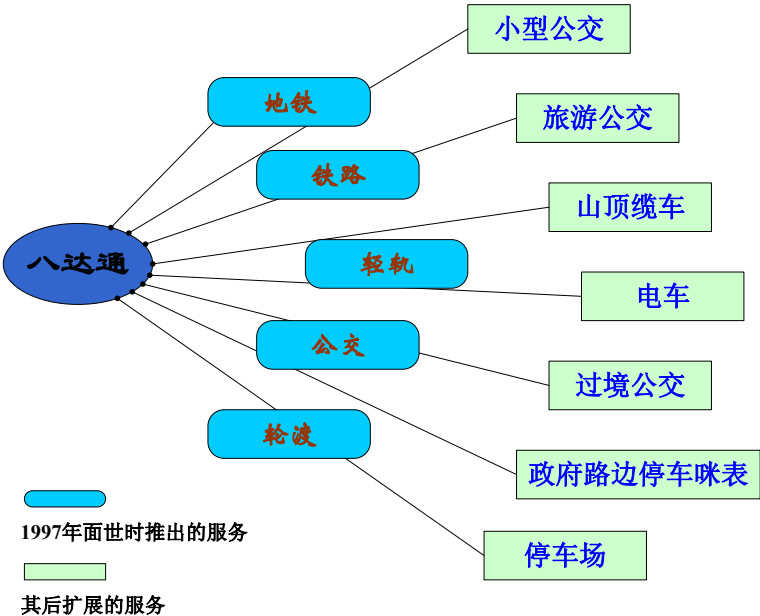 小型公交
地铁
旅游公交
铁路
山顶缆车
八达通
轻轨
电车
公交
过境公交
轮渡
政府路边停车咪表
停车场
1997年面世时推出的服务
其后扩展的服务